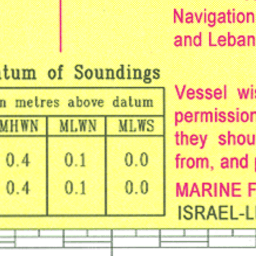 Navigation
and Leban
tum of Soundings
n metres above datum
MHWN MLWN MLWS
0.4 0.1 0.0
0.4 0.1 0.0
Vessel wis
permission
they shou
from, and p
MARINE F
ISRAEL-L